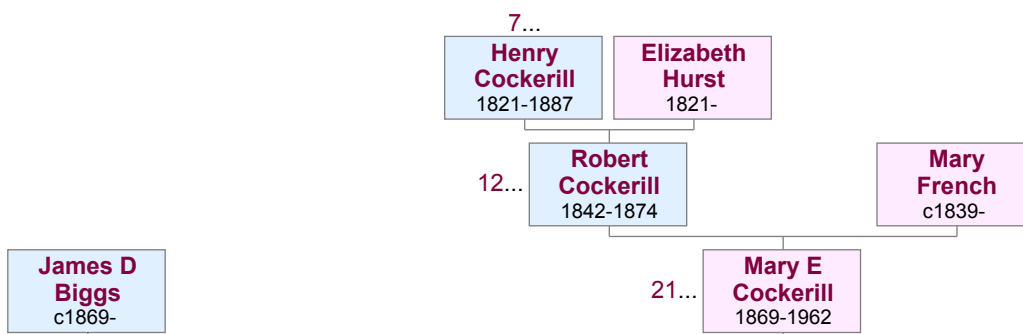 7...
Henry
Cockerill
1821-1887
Elizabeth
Hurst
1821-
12...
Robert
Cockerill
1842-1874
Mary
French
c1839-
James D
Biggs
c1869-
21...
Mary E
Cockerill
1869-1962